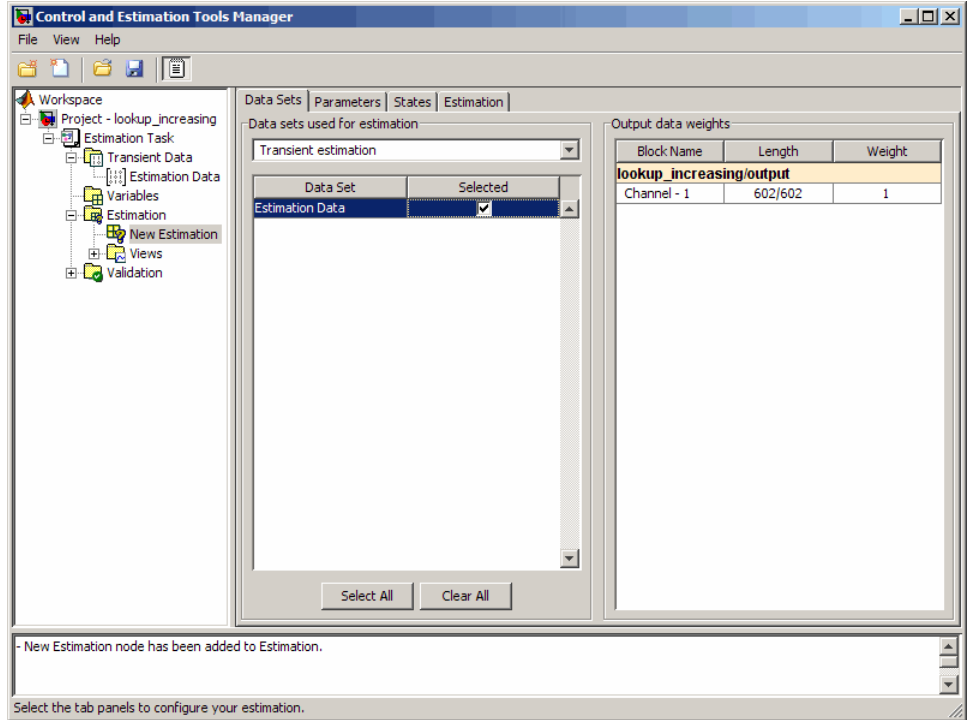 Control and Estimation Tools Manager
File View Help
Workspace
Project - lookup_increasing
Estimation Task
Transient Data
Estimation Data
Variables
Estimation
New Estimation
Views
Validation
Data Sets Parameters States Estimation
Data sets used for estimation
Transient estimation
Data Set Selected
Estimation Data
Select All Clear All
Output data weights
Block Name Length Weight
lookup_increasing/output
Channel - 1 602/602 1
- New Estimation node has been added to Estimation.
Select the tab panels to configure your estimation.